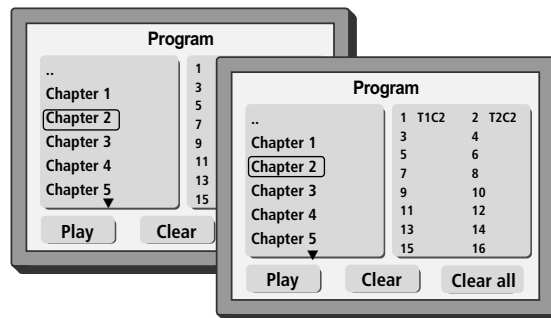 Program
..
Chapter 1
Chapter 2
Chapter 3
Chapter 4
Chapter 5
1
3
5
7
9
11
13
15
Play Clear
Program
..
Chapter 1
Chapter 2
Chapter 3
Chapter 4
Chapter 5
1 T1C2 2 T2C2
3 4
5 6
7 8
9 10
11 12
13 14
15 16
Play Clear Clear all